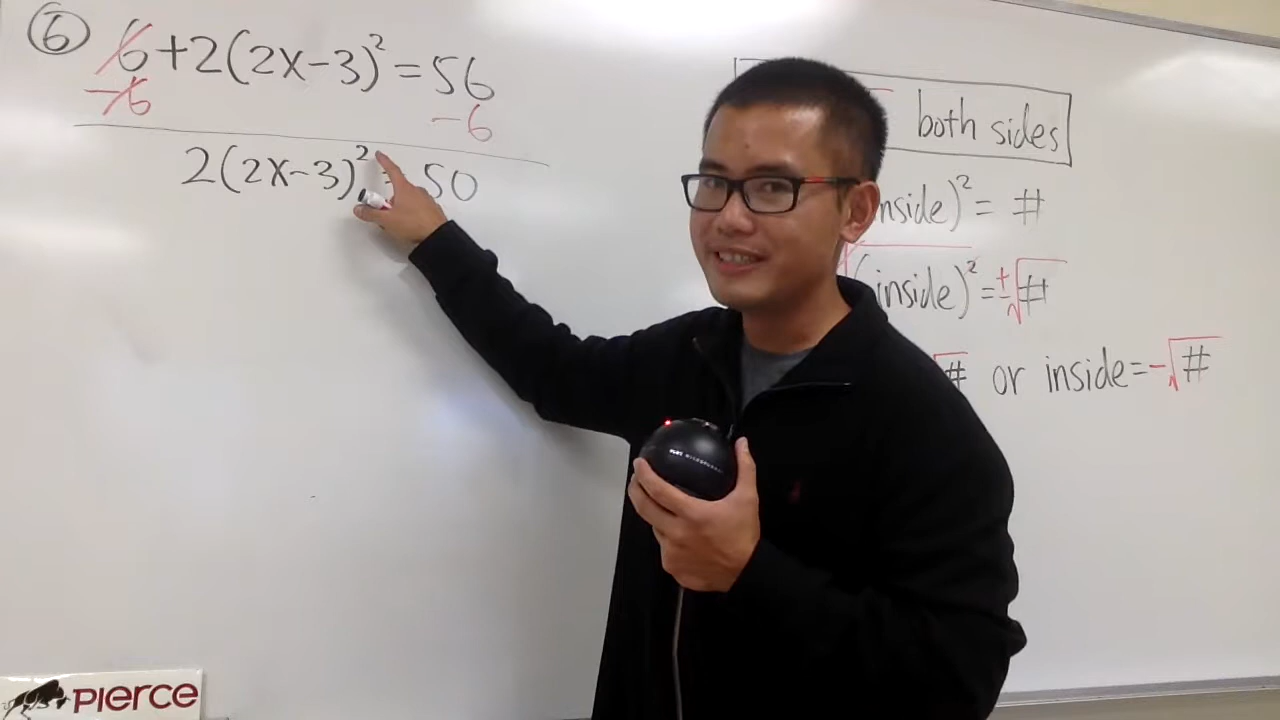 ⑥ 6+2(2x-3)²=56
-6 -6
2(2x-3)²=50
both sides
inside)²= #
(inside)²=±√#
√# or inside=-√#
PIERCE